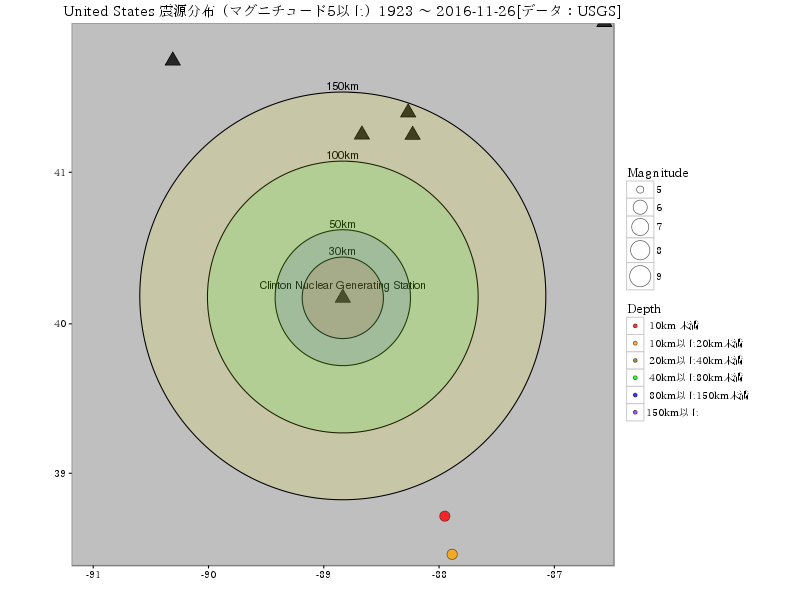 United States 震源分布（マグニチュード5以上）1923 〜 2016-11-26[データ：USGS]
150km
100km
50km
30km
Clinton Nuclear Generating Station
41
40
39
-91 -90 -89 -88 -87
Magnitude
5
6
7
8
9
Depth
10km 未満
10km以上20km未満
20km以上40km未満
40km以上80km未満
80km以上150km未満
150km以上